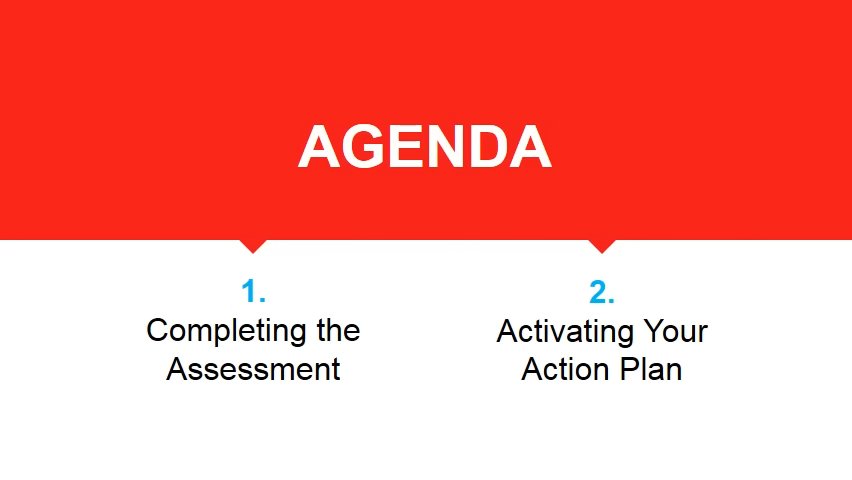 AGENDA
1.
Completing the
Assessment
2.
Activating Your
Action Plan